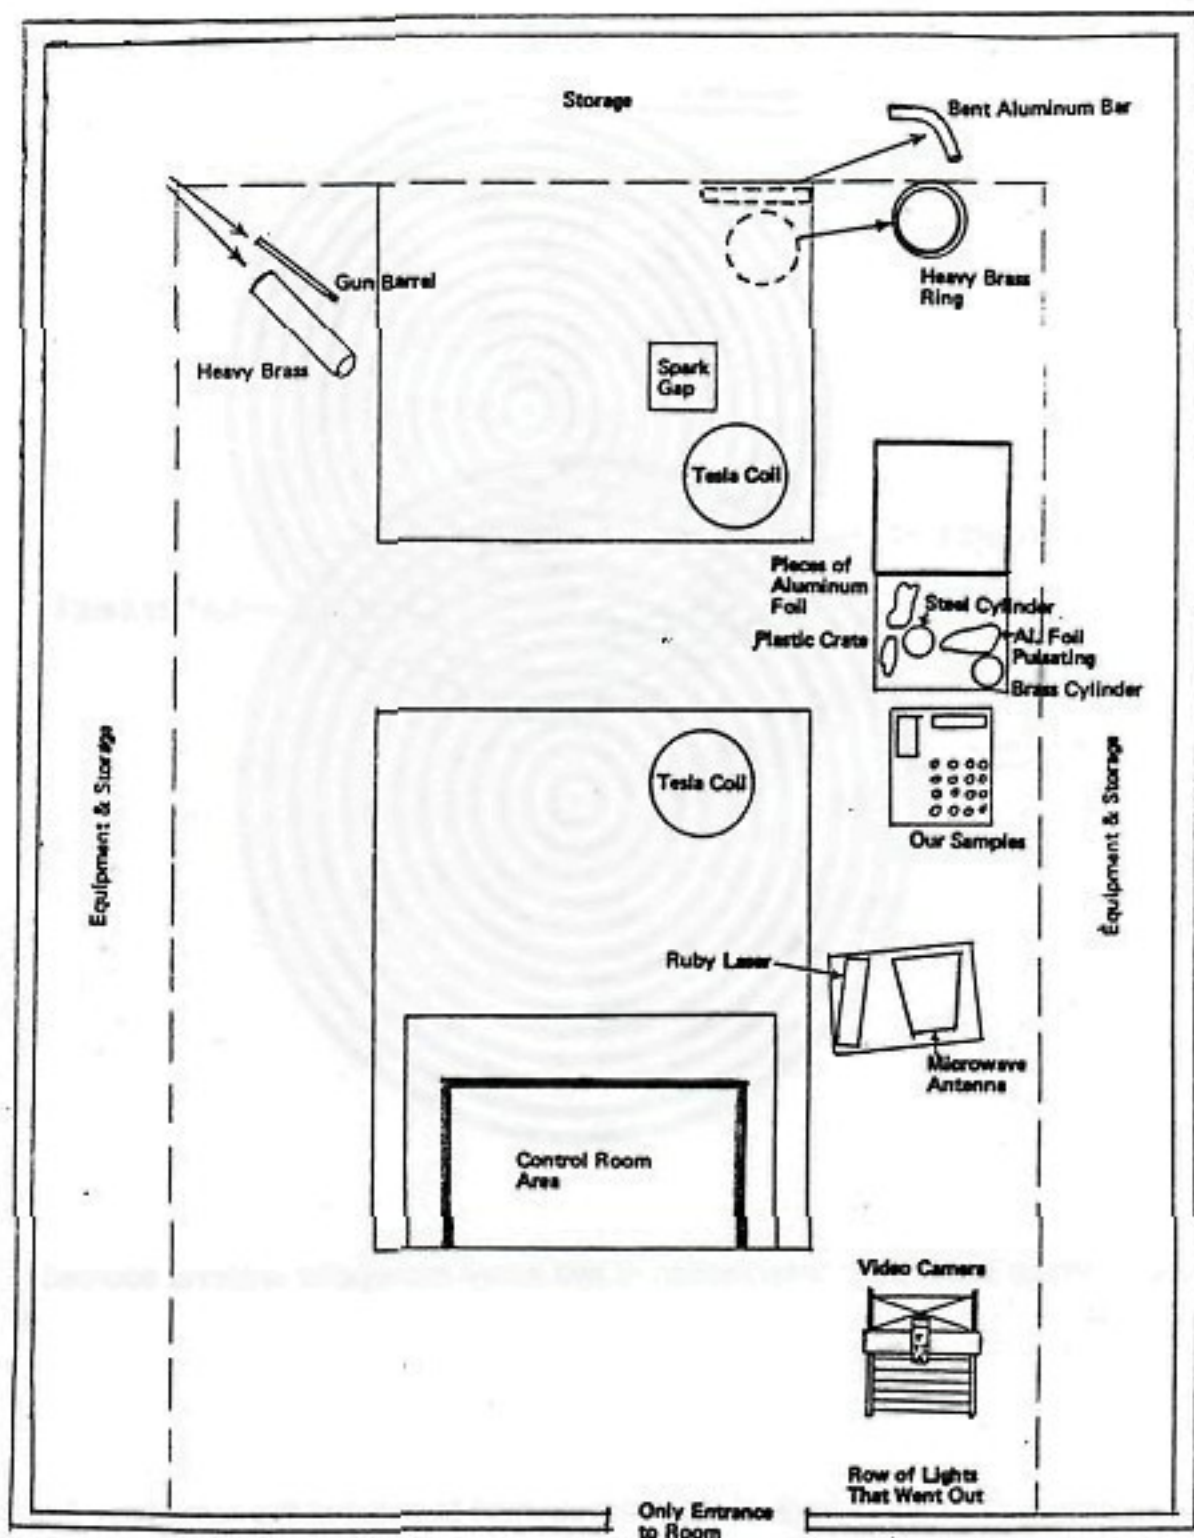 Storage
Bent Aluminum Bar
Gun Barrel
Heavy Brass
Heavy Brass
Ring
Spark
Gap
Tesla Coil
Pieces of
Aluminum
Foil
Steel Cylinder
Plastic Crate
AL. Foil
Pulsating
Brass Cylinder
Equipment & Storage
Tesla Coil
Our Samples
Equipment & Storage
Ruby Laser
Microwave
Antenna
Control Room
Area
Video Camera
Row of Lights
That Went Out
Only Entrance
to Room